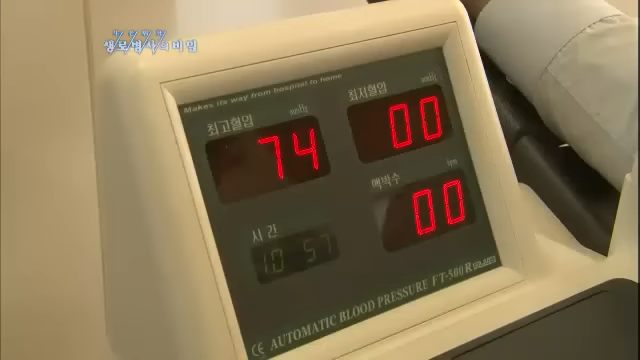 생로병사의 비밀
Makes its way from hospital to home
최고혈압 mmHg
최저혈압 mmHg
74
00
맥박수
00
시간
10 57
CE AUTOMATIC BLOOD PRESSURE FT-500R